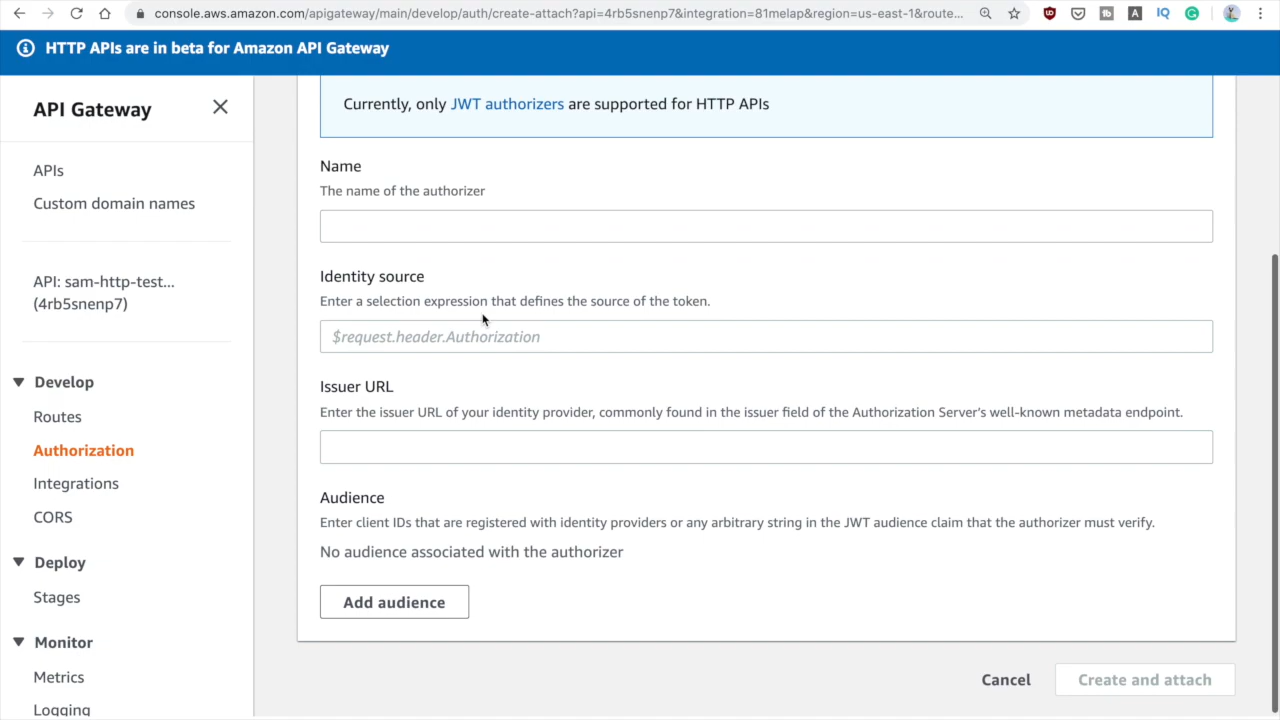 console.aws.amazon.com/apigateway/main/develop/auth/create-attach?api=4rb5snenp7&integration=81melap&region=us-east-1&route...
HTTP APIs are in beta for Amazon API Gateway
API Gateway
APIs
Custom domain names
API: sam-http-test...
(4rb5snenp7)
Develop
Routes
Authorization
Integrations
CORS
Deploy
Stages
Monitor
Metrics
Logging
Currently, only JWT authorizers are supported for HTTP APIs
Name
The name of the authorizer
Identity source
Enter a selection expression that defines the source of the token.
$request.header.Authorization
Issuer URL
Enter the issuer URL of your identity provider, commonly found in the issuer field of the Authorization Server's well-known metadata endpoint.
Audience
Enter client IDs that are registered with identity providers or any arbitrary string in the JWT audience claim that the authorizer must verify.
No audience associated with the authorizer
Add audience
Cancel
Create and attach